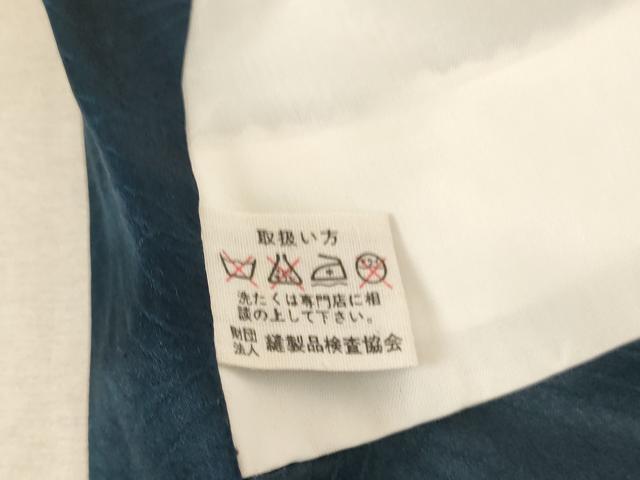 取扱い方
洗たくは専門店に相
談の上して下さい。
財団法人 縫製品検査協会